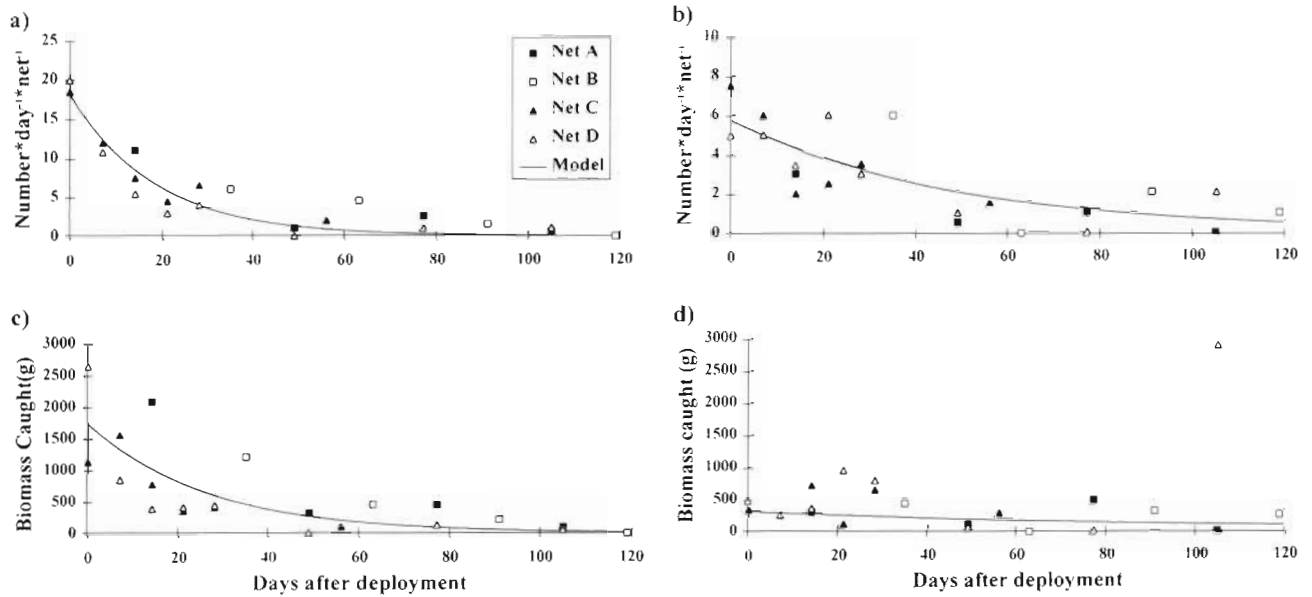 a)
Number*day⁻¹*net⁻¹
25
20
15
10
5
0
0 20 40 60 80 100 120
Net A
Net B
Net C
Net D
Model
b)
Number*day⁻¹*net⁻¹
10
8
6
4
2
0
0 20 40 60 80 100 120
c)
Biomass Caught(g)
3000
2500
2000
1500
1000
500
0
0 20 40 60 80 100 120
Days after deployment
d)
Biomass caught (g)
3000
2500
2000
1500
1000
500
0
0 20 40 60 80 100 120
Days after deployment